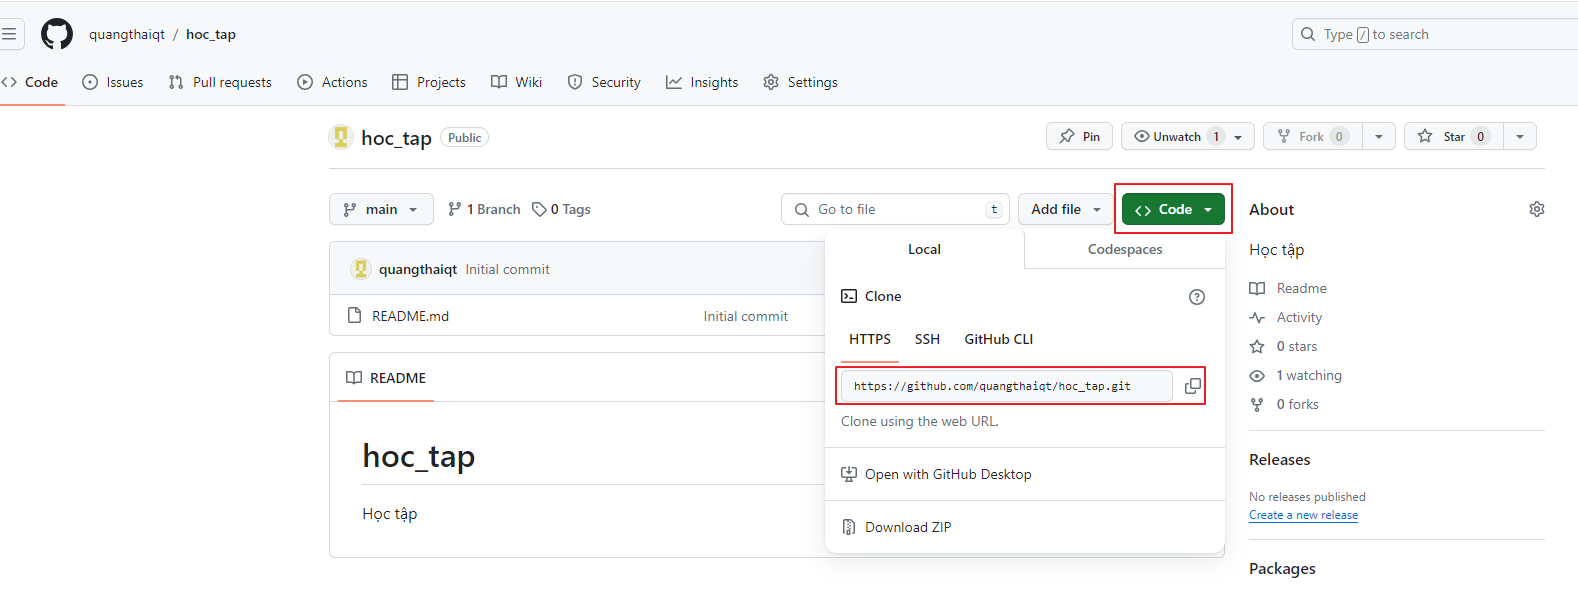 quangthaiqt / hoc_tap
Type / to search
Code Issues Pull requests Actions Projects Wiki Security Insights Settings
hoc_tap Public
Pin Unwatch 1 Fork 0 Star 0
main 1 Branch 0 Tags
Go to file t Add file Code
Local Codespaces
Clone
HTTPS SSH GitHub CLI
https://github.com/quangthaiqt/hoc_tap.git
Clone using the web URL.
Open with GitHub Desktop
Download ZIP
quangthaiqt Initial commit
README.md Initial commit
README
hoc_tap
Học tập
About
Học tập
Readme
Activity
0 stars
1 watching
0 forks
Releases
No releases published
Create a new release
Packages